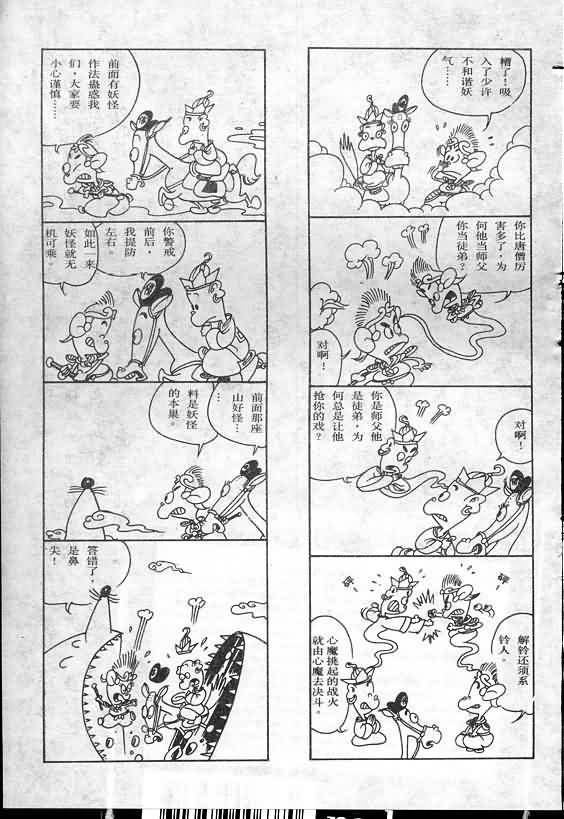 糟了！吸
入了少许
不和谐妖
气……
你比唐僧厉
害多了，为
何他当师父
你当徒弟？
对啊！
对啊！
你是师父他
是徒弟，为
何总是让他
抢你的戏？
砰
砰
解铃还须系
铃人。
心魔挑起的战火
就由心魔去决斗。
前面有妖怪
作法蛊惑我
们，大家要
小心谨慎……
你警戒
前后，
我提防
左右。
如此一来
妖怪就无
机可乘。
前面那座
山好怪……
料是妖怪
的本巢。
答错了，
是鼻
尖！